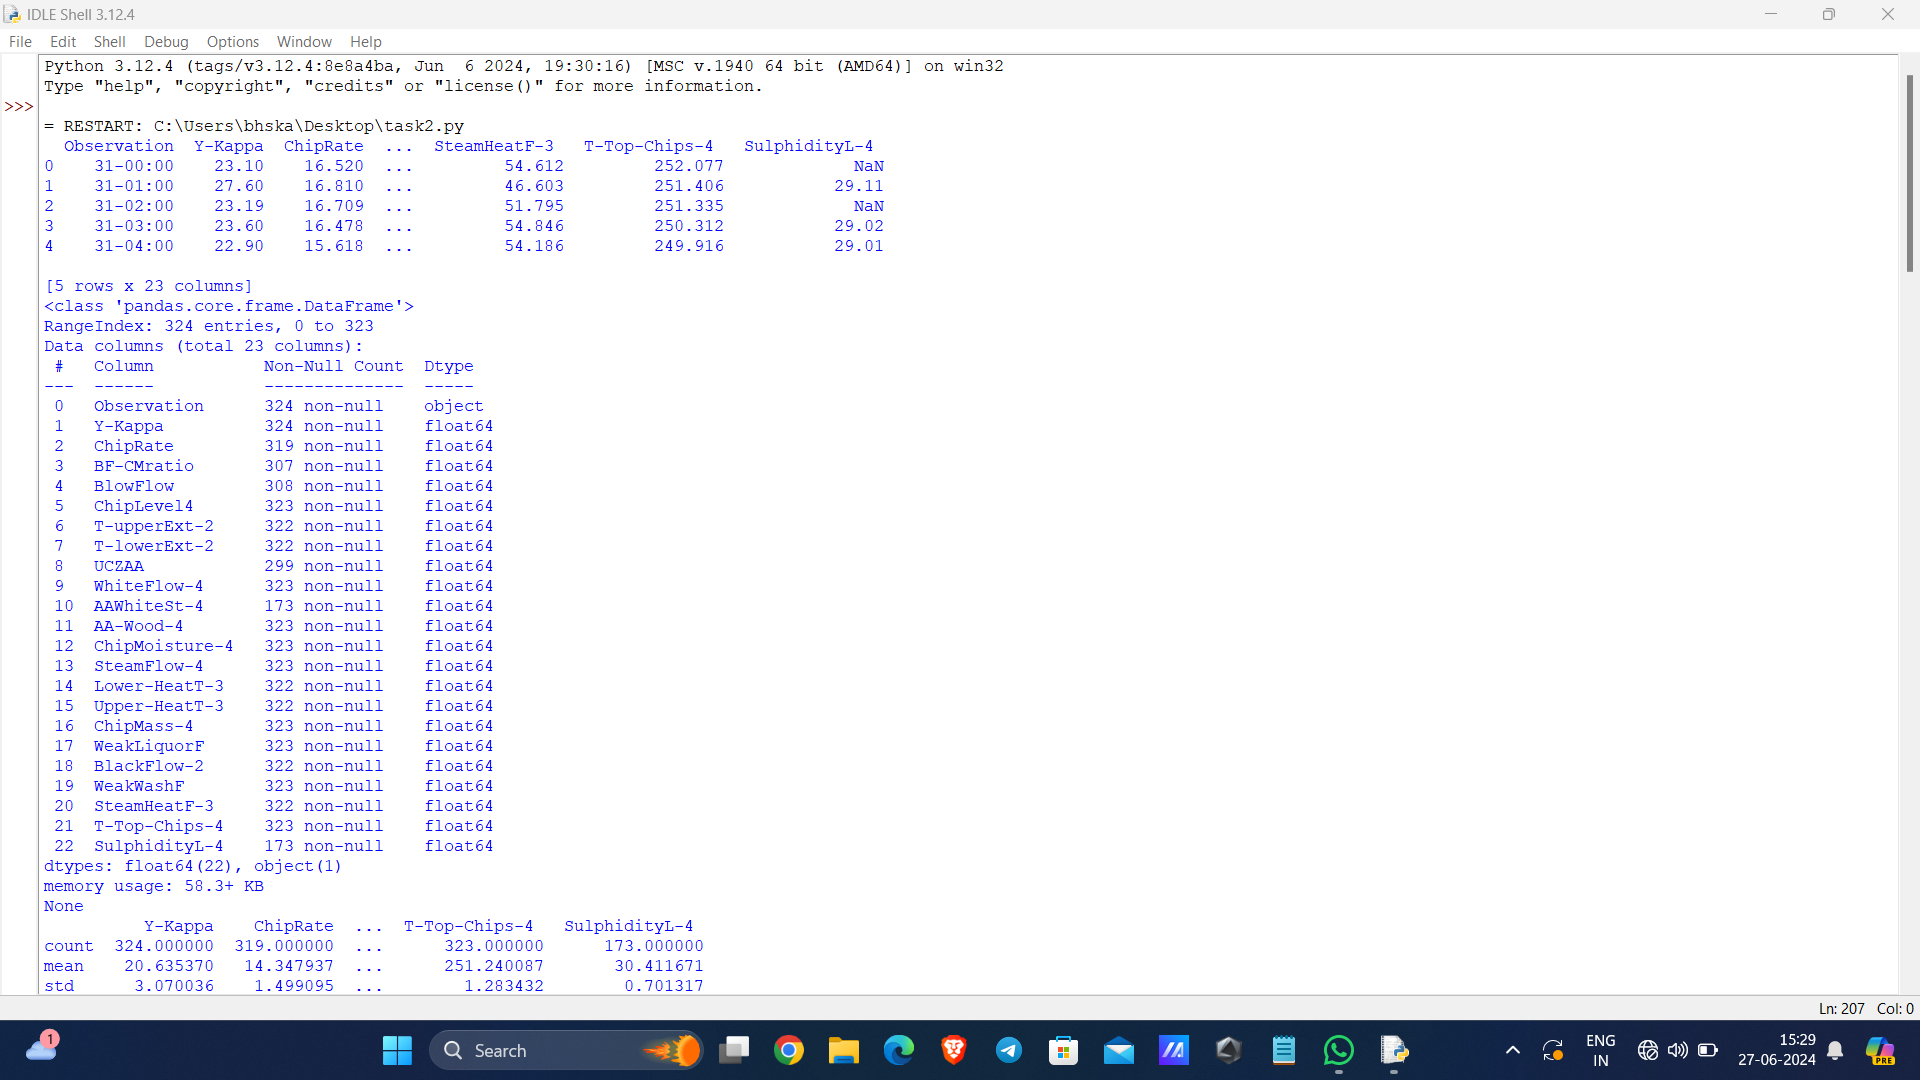 IDLE Shell 3.12.4
File Edit Shell Debug Options Window Help
Python 3.12.4 (tags/v3.12.4:8e8a4ba, Jun  6 2024, 19:30:16) [MSC v.1940 64 bit (AMD64)] on win32
Type "help", "copyright", "credits" or "license()" for more information.
>>>
= RESTART: C:\Users\bhska\Desktop\task2.py
  Observation  Y-Kappa  ChipRate  ...  SteamHeatF-3   T-Top-Chips-4   SulphidityL-4
0    31-00:00    23.10    16.520  ...         54.612         252.077             NaN
1    31-01:00    27.60    16.810  ...         46.603         251.406           29.11
2    31-02:00    23.19    16.709  ...         51.795         251.335             NaN
3    31-03:00    23.60    16.478  ...         54.846         250.312           29.02
4    31-04:00    22.90    15.618  ...         54.186         249.916           29.01
[5 rows x 23 columns]
<class 'pandas.core.frame.DataFrame'>
RangeIndex: 324 entries, 0 to 323
Data columns (total 23 columns):
 #   Column           Non-Null Count  Dtype
---  ------           --------------  -----
 0   Observation      324 non-null    object
 1   Y-Kappa          324 non-null    float64
 2   ChipRate         319 non-null    float64
 3   BF-CMratio       307 non-null    float64
 4   BlowFlow         308 non-null    float64
 5   ChipLevel4       323 non-null    float64
 6   T-upperExt-2     322 non-null    float64
 7   T-lowerExt-2     322 non-null    float64
 8   UCZAA            299 non-null    float64
 9   WhiteFlow-4      323 non-null    float64
 10  AAWhiteSt-4      173 non-null    float64
 11  AA-Wood-4        323 non-null    float64
 12  ChipMoisture-4   323 non-null    float64
 13  SteamFlow-4      323 non-null    float64
 14  Lower-HeatT-3    322 non-null    float64
 15  Upper-HeatT-3    322 non-null    float64
 16  ChipMass-4       323 non-null    float64
 17  WeakLiquorF      323 non-null    float64
 18  BlackFlow-2      322 non-null    float64
 19  WeakWashF        323 non-null    float64
 20  SteamHeatF-3     322 non-null    float64
 21  T-Top-Chips-4    323 non-null    float64
 22  SulphidityL-4    173 non-null    float64
dtypes: float64(22), object(1)
memory usage: 58.3+ KB
None
          Y-Kappa    ChipRate  ...  T-Top-Chips-4   SulphidityL-4
count  324.000000  319.000000  ...      323.000000      173.000000
mean    20.635370   14.347937  ...      251.240087       30.411671
std      3.070036    1.499095  ...        1.283432        0.701317
Ln: 207 Col: 0
1
Search
ENG
IN
15:29
27-06-2024
PRE